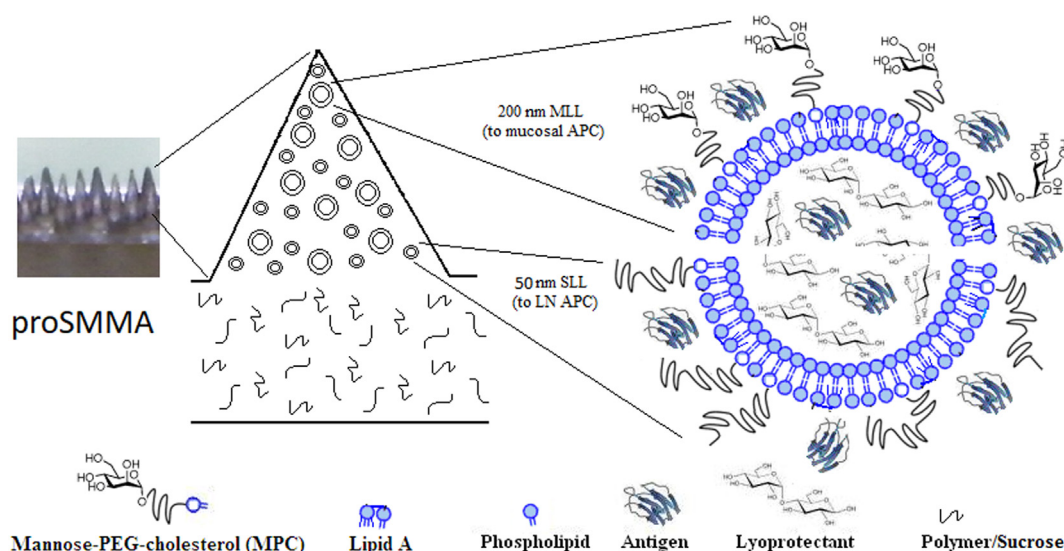 200 nm MLL
(to mucosal APC)
50 nm SLL
(to LN APC)
proSMMA
Mannose-PEG-cholesterol (MPC)
Lipid A
Phospholipid
Antigen
Lyoprotectant
Polymer/Sucrose